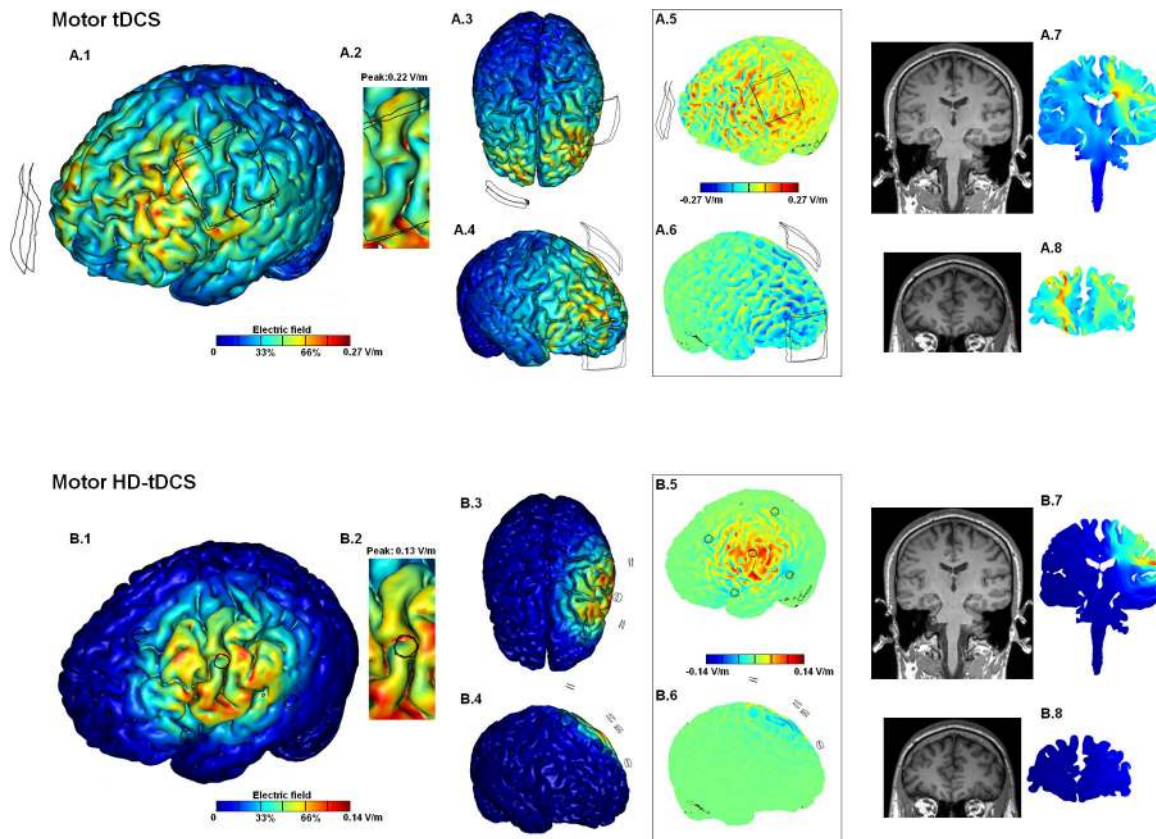 Motor tDCS
A.1
A.2
Peak:0.22 V/m
A.3
A.4
A.5
A.6
A.7
A.8
Electric field
0 33% 66% 0.27 V/m
-0.27 V/m 0.27 V/m
Motor HD-tDCS
B.1
B.2
Peak: 0.13 V/m
B.3
B.4
B.5
B.6
B.7
B.8
Electric field
0 33% 66% 0.14 V/m
-0.14 V/m 0.14 V/m